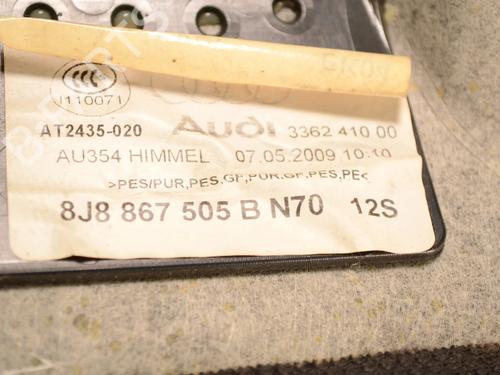 I110071
AT2435-020 Audi 3362 410 00
AU354 HIMMEL 07.05.2009 10:10
>PES/PUR,PES,GF,PUR,GF,PES,PE<
8J8 867 505 B N70 12S